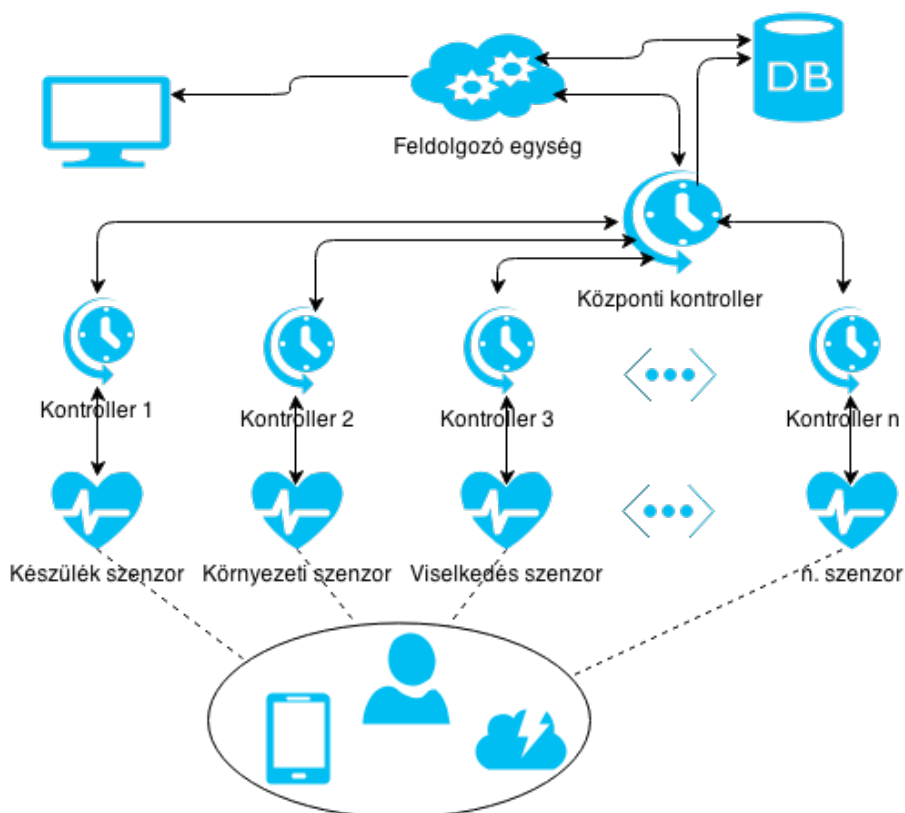 DB
Feldolgozó egység
Központi kontroller
Kontroller 1
Kontroller 2
Kontroller 3
Kontroller n
Készülék szenzor
Környezeti szenzor
Viselkedés szenzor
n. szenzor